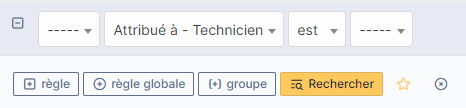 ----- Attribué à - Technicien est -----
règle règle globale groupe Rechercher